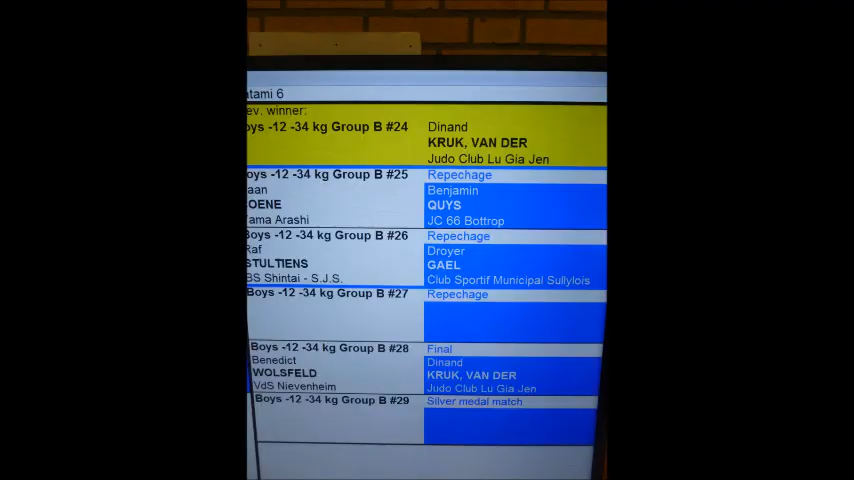 tami 6
ev. winner:
oys -12 -34 kg Group B #24 Dinand
KRUK, VAN DER
Judo Club Lu Gia Jen
oys -12 -34 kg Group B #25 Repechage
aan Benjamin
OENE QUYS
ama Arashi JC 66 Bottrop
Boys -12 -34 kg Group B #26 Repechage
Raf Droyer
STULTIENS GAEL
BS Shintai - S.J.S. Club Sportif Municipal Sullylois
Boys -12 -34 kg Group B #27 Repechage
Boys -12 -34 kg Group B #28 Final
Benedict Dinand
WOLSFELD KRUK, VAN DER
VdS Nievenheim Judo Club Lu Gia Jen
Boys -12 -34 kg Group B #29 Silver medal match